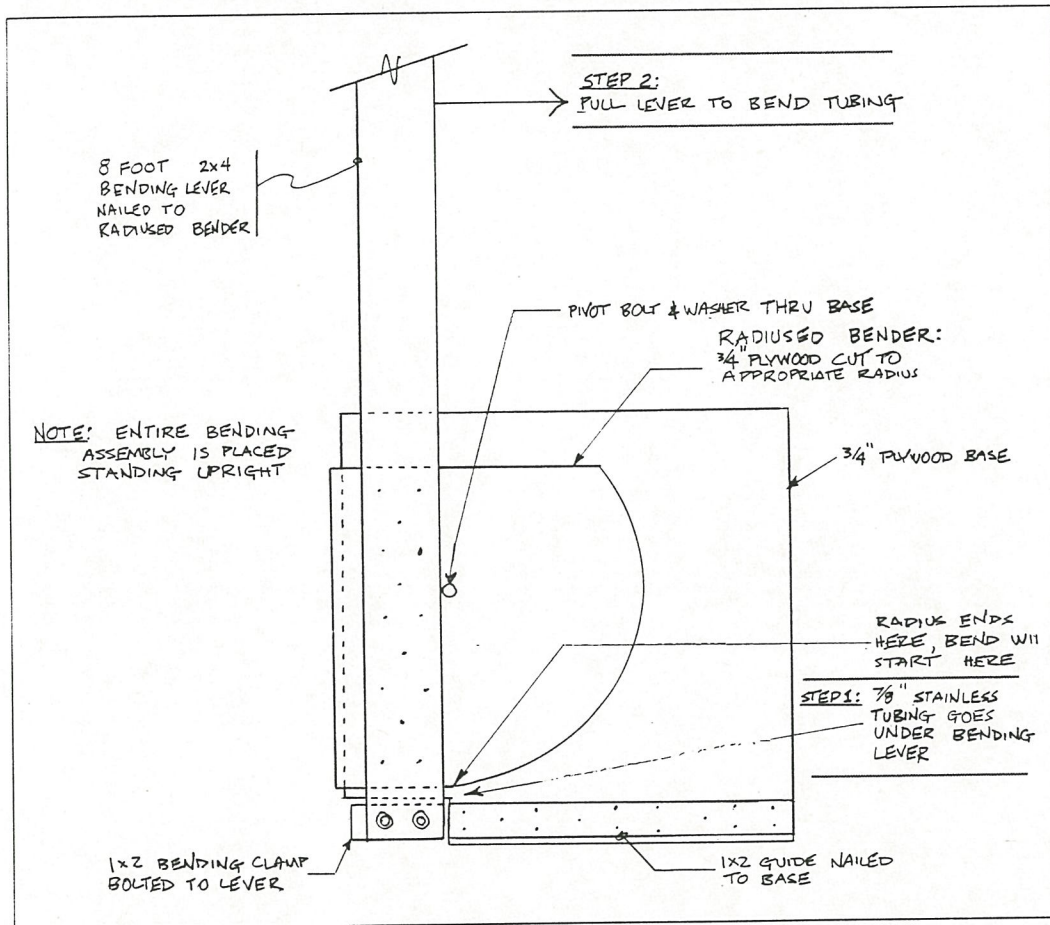 STEP 2:
PULL LEVER TO BEND TUBING
8 FOOT 2x4
BENDING LEVER
NAILED TO
RADIUSED BENDER
PIVOT BOLT & WASHER THRU BASE
RADIUSED BENDER:
3/4" PLYWOOD CUT TO
APPROPRIATE RADIUS
NOTE: ENTIRE BENDING
ASSEMBLY IS PLACED
STANDING UPRIGHT
3/4" PLYWOOD BASE
RADIUS ENDS
HERE, BEND WIL
START HERE
STEP 1: 7/8" STAINLESS
TUBING GOES
UNDER BENDING
LEVER
1x2 BENDING CLAMP
BOLTED TO LEVER
1x2 GUIDE NAILED
TO BASE